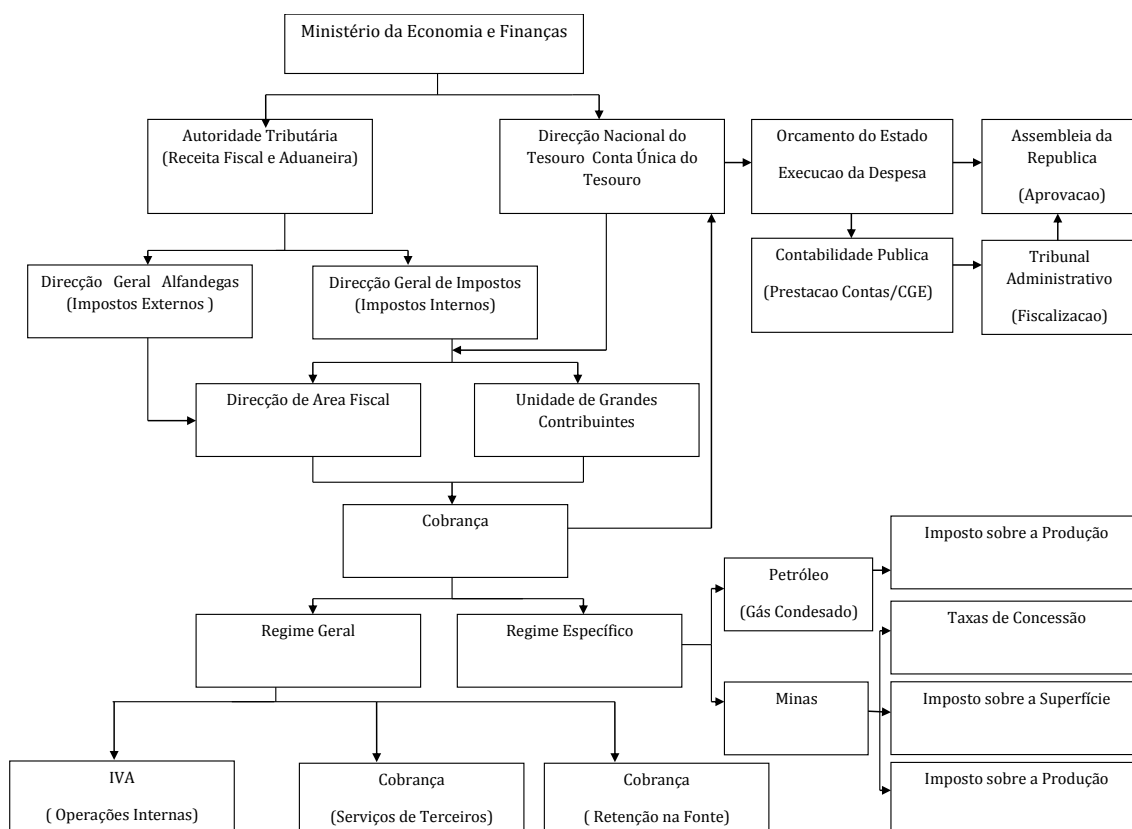 Ministério da Economia e Finanças
Autoridade Tributária
(Receita Fiscal e Aduaneira)
Direcção Nacional do
Tesouro Conta Única do
Tesouro
Orcamento do Estado
Execucao da Despesa
Assembleia da
Republica
(Aprovacao)
Direcção Geral Alfandegas
(Impostos Externos )
Direcção Geral de Impostos
(Impostos Internos)
Contabilidade Publica
(Prestacao Contas/CGE)
Tribunal
Administrativo
(Fiscalizacao)
Direcção de Area Fiscal
Unidade de Grandes
Contribuintes
Cobrança
Imposto sobre a Produção
Petróleo
(Gás Condesado)
Regime Geral
Regime Específico
Taxas de Concessão
Minas
Imposto sobre a Superfície
IVA
( Operações Internas)
Cobrança
(Serviços de Terceiros)
Cobrança
( Retenção na Fonte)
Imposto sobre a Produção